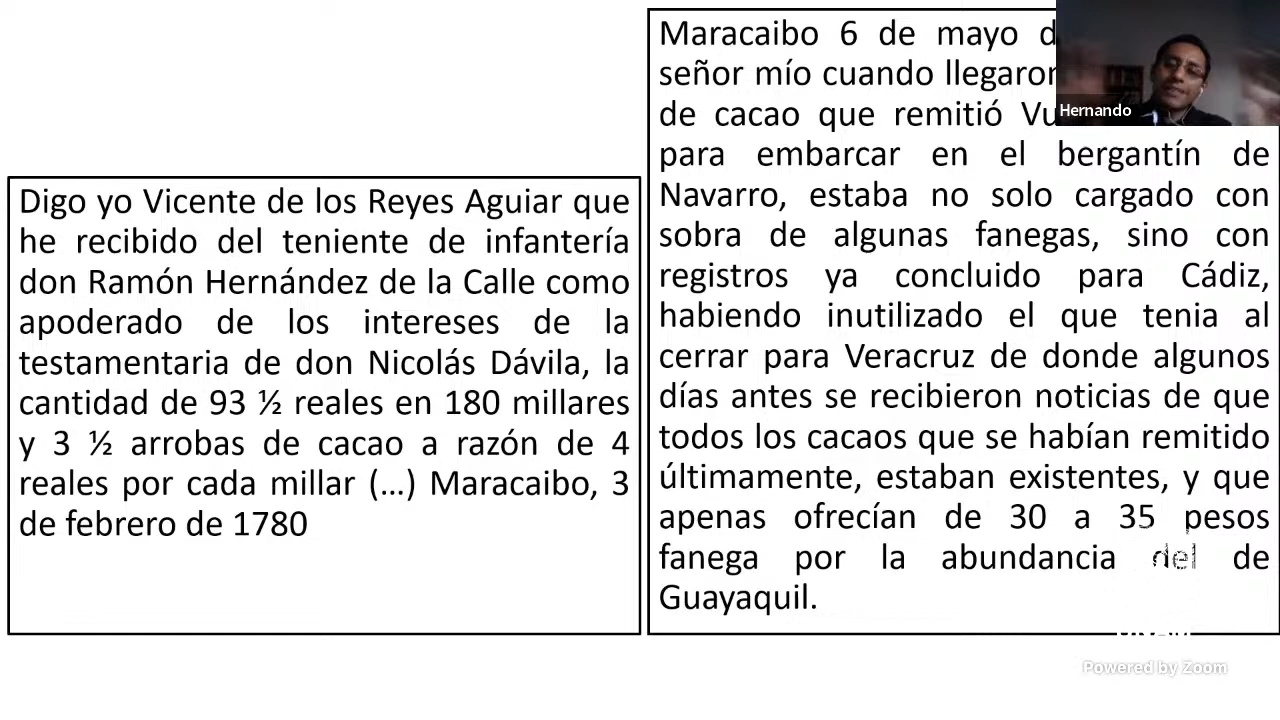 Digo yo Vicente de los Reyes Aguiar que
he recibido del teniente de infantería
don Ramón Hernández de la Calle como
apoderado de los intereses de la
testamentaria de don Nicolás Dávila, la
cantidad de 93 ½ reales en 180 millares
y 3 ½ arrobas de cacao a razón de 4
reales por cada millar (…) Maracaibo, 3
de febrero de 1780
Maracaibo 6 de mayo
señor mío cuando
de cacao que remitió
para embarcar en el bergantín de
Navarro, estaba no solo cargado con
sobra de algunas fanegas, sino con
registros ya concluido para Cádiz,
habiendo inutilizado el que tenia al
cerrar para Veracruz de donde algunos
días antes se recibieron noticias de que
todos los cacaos que se habían remitido
últimamente, estaban existentes, y que
apenas ofrecían de 30 a 35 pesos
fanega por la abundancia del de
Guayaquil.
Hernando
Powered by Zoom